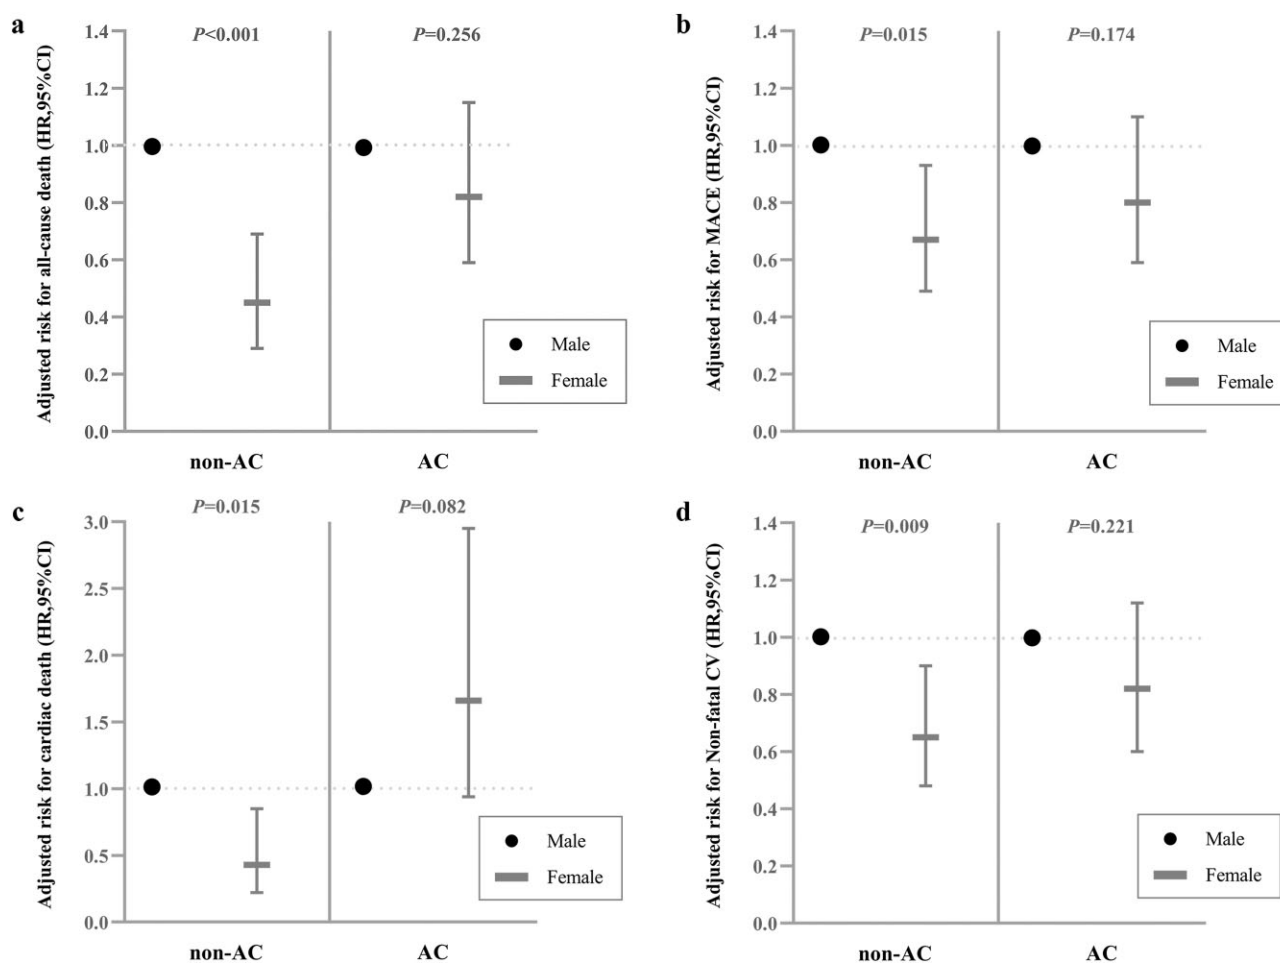 a
Adjusted risk for all-cause death (HR,95%CI)
1.4
1.2
1.0
0.8
0.6
0.4
0.2
0.0
P<0.001
P=0.256
Male
Female
non-AC
AC
b
Adjusted risk for MACE (HR,95%CI)
1.4
1.2
1.0
0.8
0.6
0.4
0.2
0.0
P=0.015
P=0.174
Male
Female
non-AC
AC
c
Adjusted risk for cardiac death (HR,95%CI)
3.0
2.5
2.0
1.5
1.0
0.5
0.0
P=0.015
P=0.082
Male
Female
non-AC
AC
d
Adjusted risk for Non-fatal CV (HR,95%CI)
1.4
1.2
1.0
0.8
0.6
0.4
0.2
0.0
P=0.009
P=0.221
Male
Female
non-AC
AC